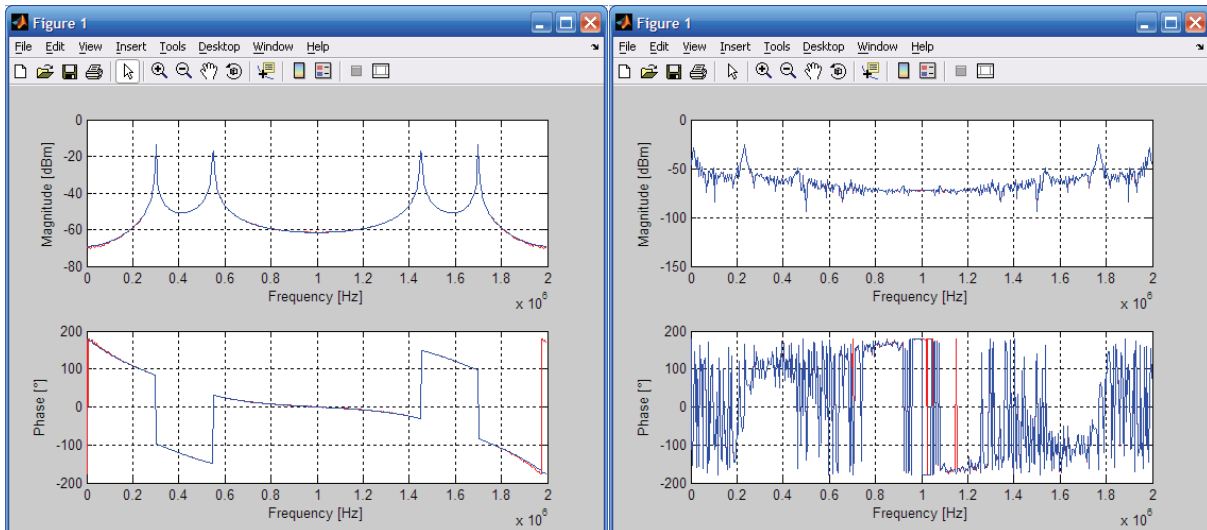 Figure 1
File Edit View Insert Tools Desktop Window Help
0
-20
-40
-60
-80
Magnitude [dBm]
0 0.2 0.4 0.6 0.8 1 1.2 1.4 1.6 1.8 2
Frequency [Hz]
x 10⁶
200
100
0
-100
-200
Phase [°]
0 0.2 0.4 0.6 0.8 1 1.2 1.4 1.6 1.8 2
Frequency [Hz]
x 10⁶
Figure 1
File Edit View Insert Tools Desktop Window Help
0
-50
-100
-150
Magnitude [dBm]
0 0.2 0.4 0.6 0.8 1 1.2 1.4 1.6 1.8 2
Frequency [Hz]
x 10⁶
200
100
0
-100
-200
Phase [°]
0 0.2 0.4 0.6 0.8 1 1.2 1.4 1.6 1.8 2
Frequency [Hz]
x 10⁶